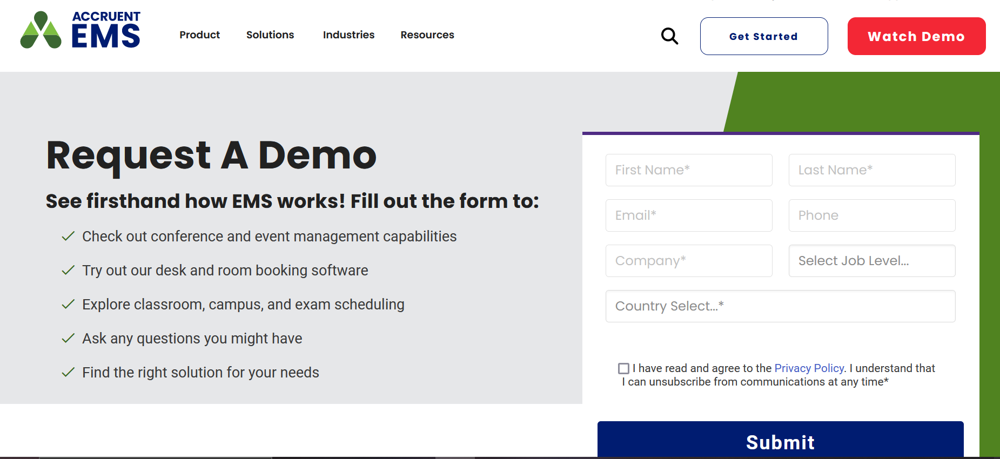 ACCRUENT
EMS
Product
Solutions
Industries
Resources
Get Started
Watch Demo
Request A Demo
See firsthand how EMS works! Fill out the form to:
Check out conference and event management capabilities
Try out our desk and room booking software
Explore classroom, campus, and exam scheduling
Ask any questions you might have
Find the right solution for your needs
First Name*
Last Name*
Email*
Phone
Company*
Select Job Level...
Country Select...*
I have read and agree to the Privacy Policy. I understand that
I can unsubscribe from communications at any time*
Submit